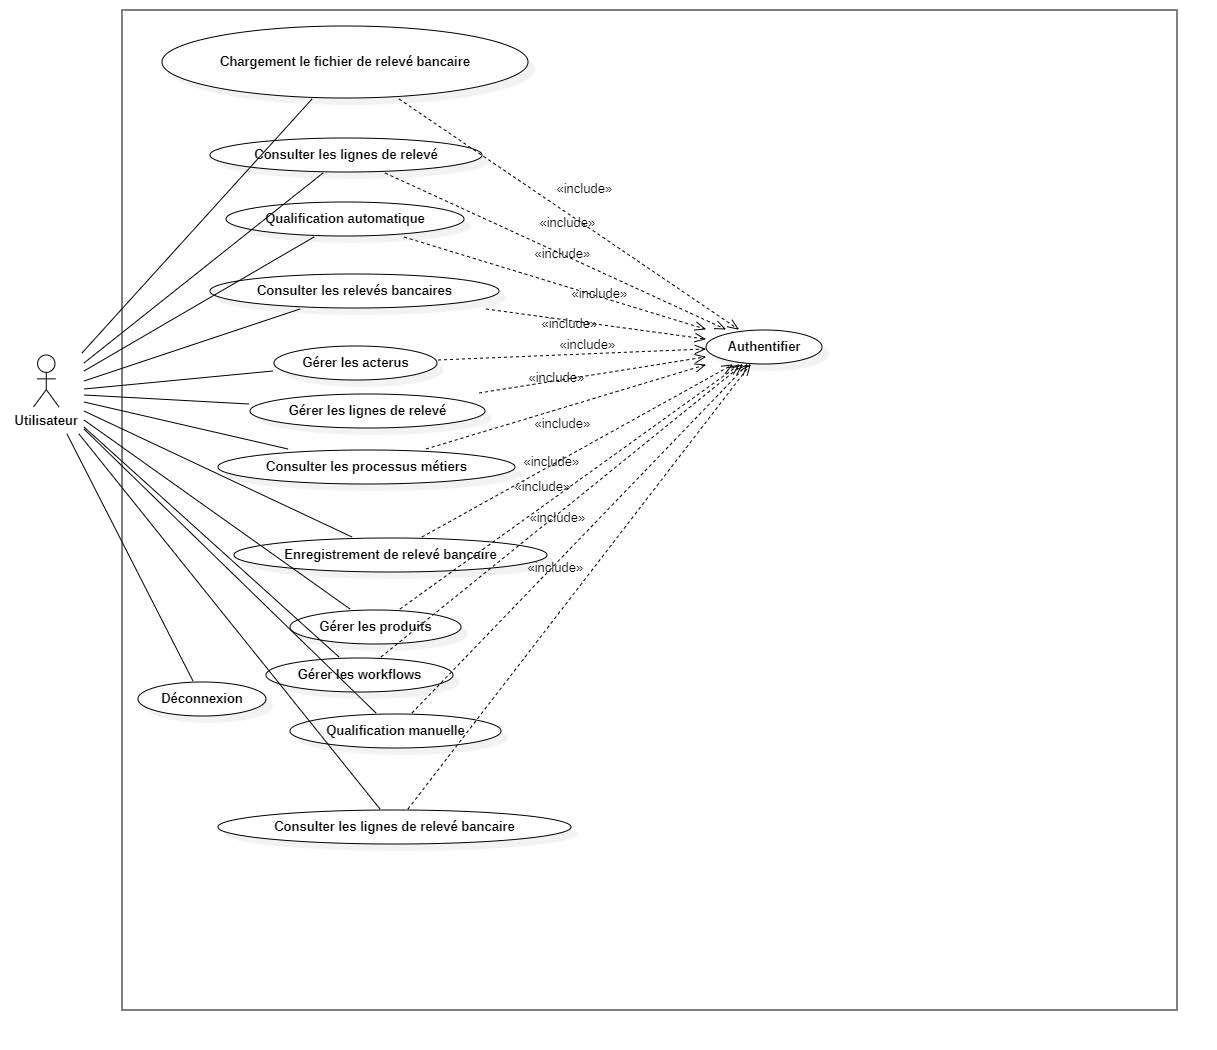 Chargement le fichier de relevé bancaire
Consulter les lignes de relevé
«include»
Qualification automatique
«include»
«include»
Consulter les relevés bancaires
«include»
«include»
«include»
Authentifier
Gérer les acterus
«include»
Utilisateur
Gérer les lignes de relevé
«include»
Consulter les processus métiers
«include»
«include»
«include»
Enregistrement de relevé bancaire
«include»
Gérer les produits
Gérer les workflows
Déconnexion
Qualification manuelle
Consulter les lignes de relevé bancaire